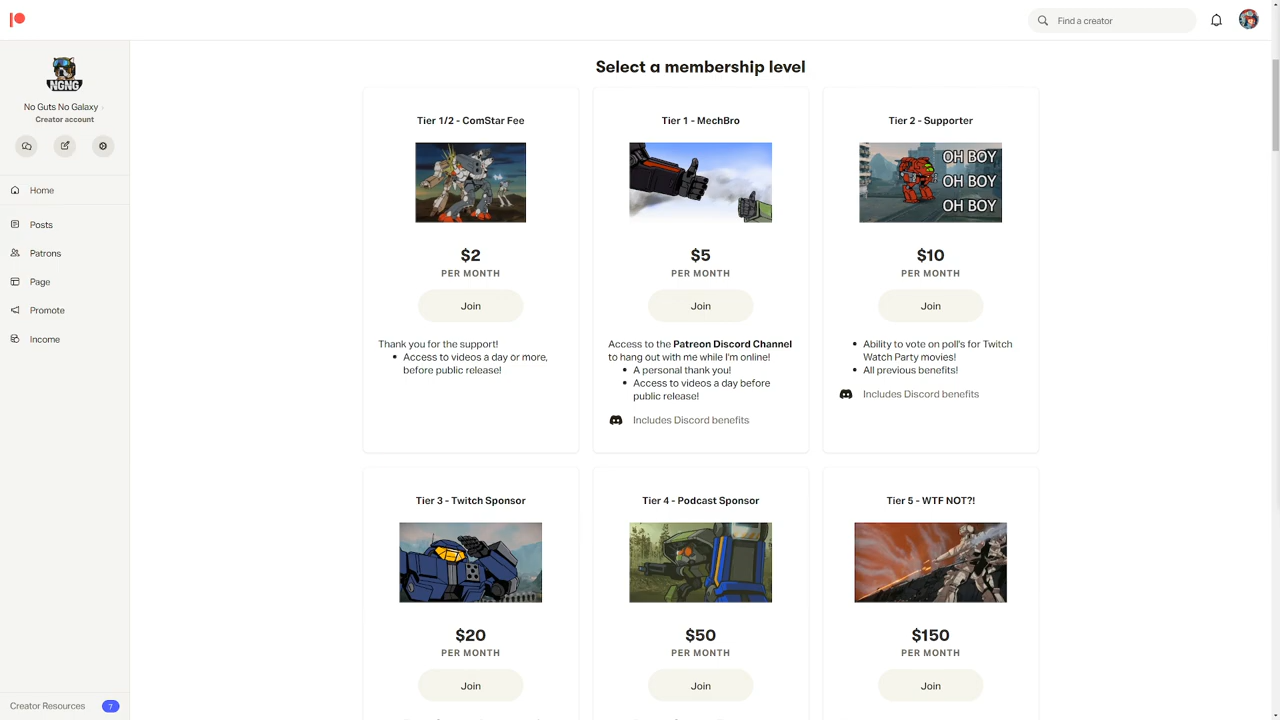 Find a creator
NGNG
No Guts No Galaxy
Creator account
Home
Posts
Patrons
Page
Promote
Income
Creator Resources
7
Select a membership level
Tier 1/2 - ComStar Fee
$2
PER MONTH
Join
Thank you for the support!
Access to videos a day or more,
before public release!
Tier 1 - MechBro
$5
PER MONTH
Join
Access to the Patreon Discord Channel
to hang out with me while I'm online!
A personal thank you!
Access to videos a day before
public release!
Includes Discord benefits
Tier 2 - Supporter
OH BOY
OH BOY
OH BOY
$10
PER MONTH
Join
Ability to vote on poll's for Twitch
Watch Party movies!
All previous benefits!
Includes Discord benefits
Tier 3 - Twitch Sponsor
$20
PER MONTH
Join
Tier 4 - Podcast Sponsor
$50
PER MONTH
Join
Tier 5 - WTF NOT?!
$150
PER MONTH
Join